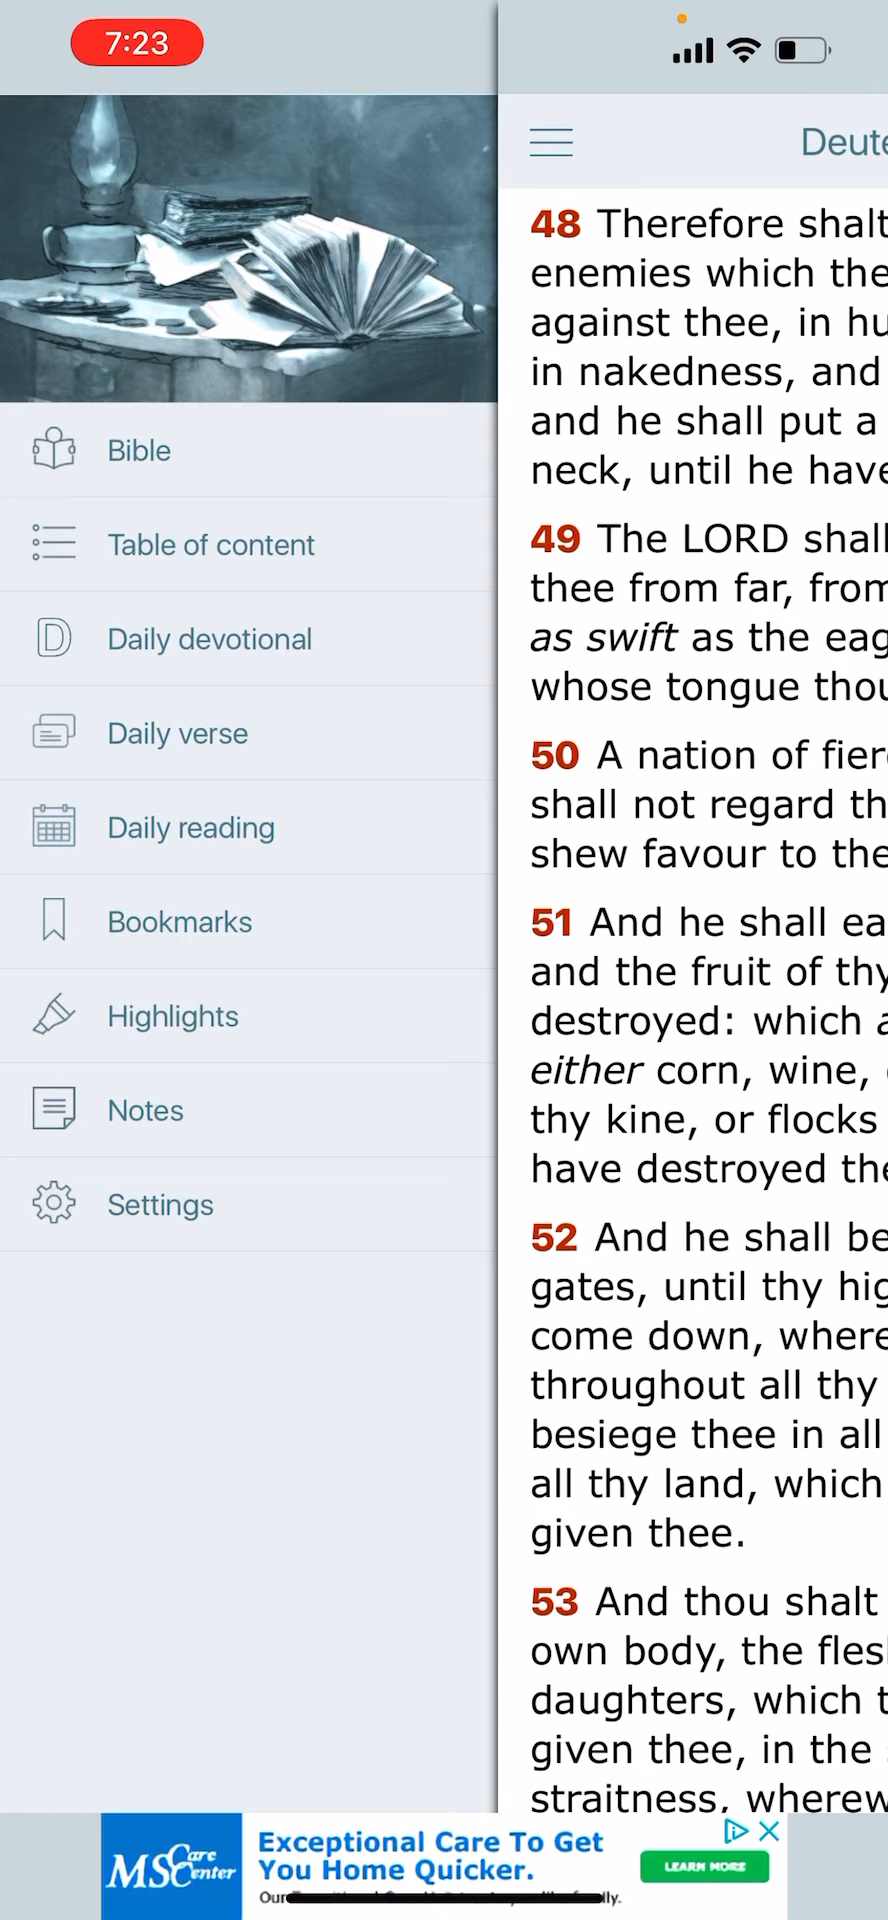 7:23
Bible
Table of content
Daily devotional
Daily verse
Daily reading
Bookmarks
Highlights
Notes
Settings
Deute
48 Therefore shalt
enemies which the
against thee, in hu
in nakedness, and
and he shall put a
neck, until he have
49 The LORD shall
thee from far, from
as swift as the eag
whose tongue thou
50 A nation of fierc
shall not regard th
shew favour to the
51 And he shall ea
and the fruit of thy
destroyed: which a
either corn, wine,
thy kine, or flocks
have destroyed the
52 And he shall be
gates, until thy hig
come down, where
throughout all thy
besiege thee in all
all thy land, which
given thee.
53 And thou shalt
own body, the flesh
daughters, which t
given thee, in the
straitness, wherew
MS Care Center
Exceptional Care To Get
You Home Quicker.
Our
LEARN MORE